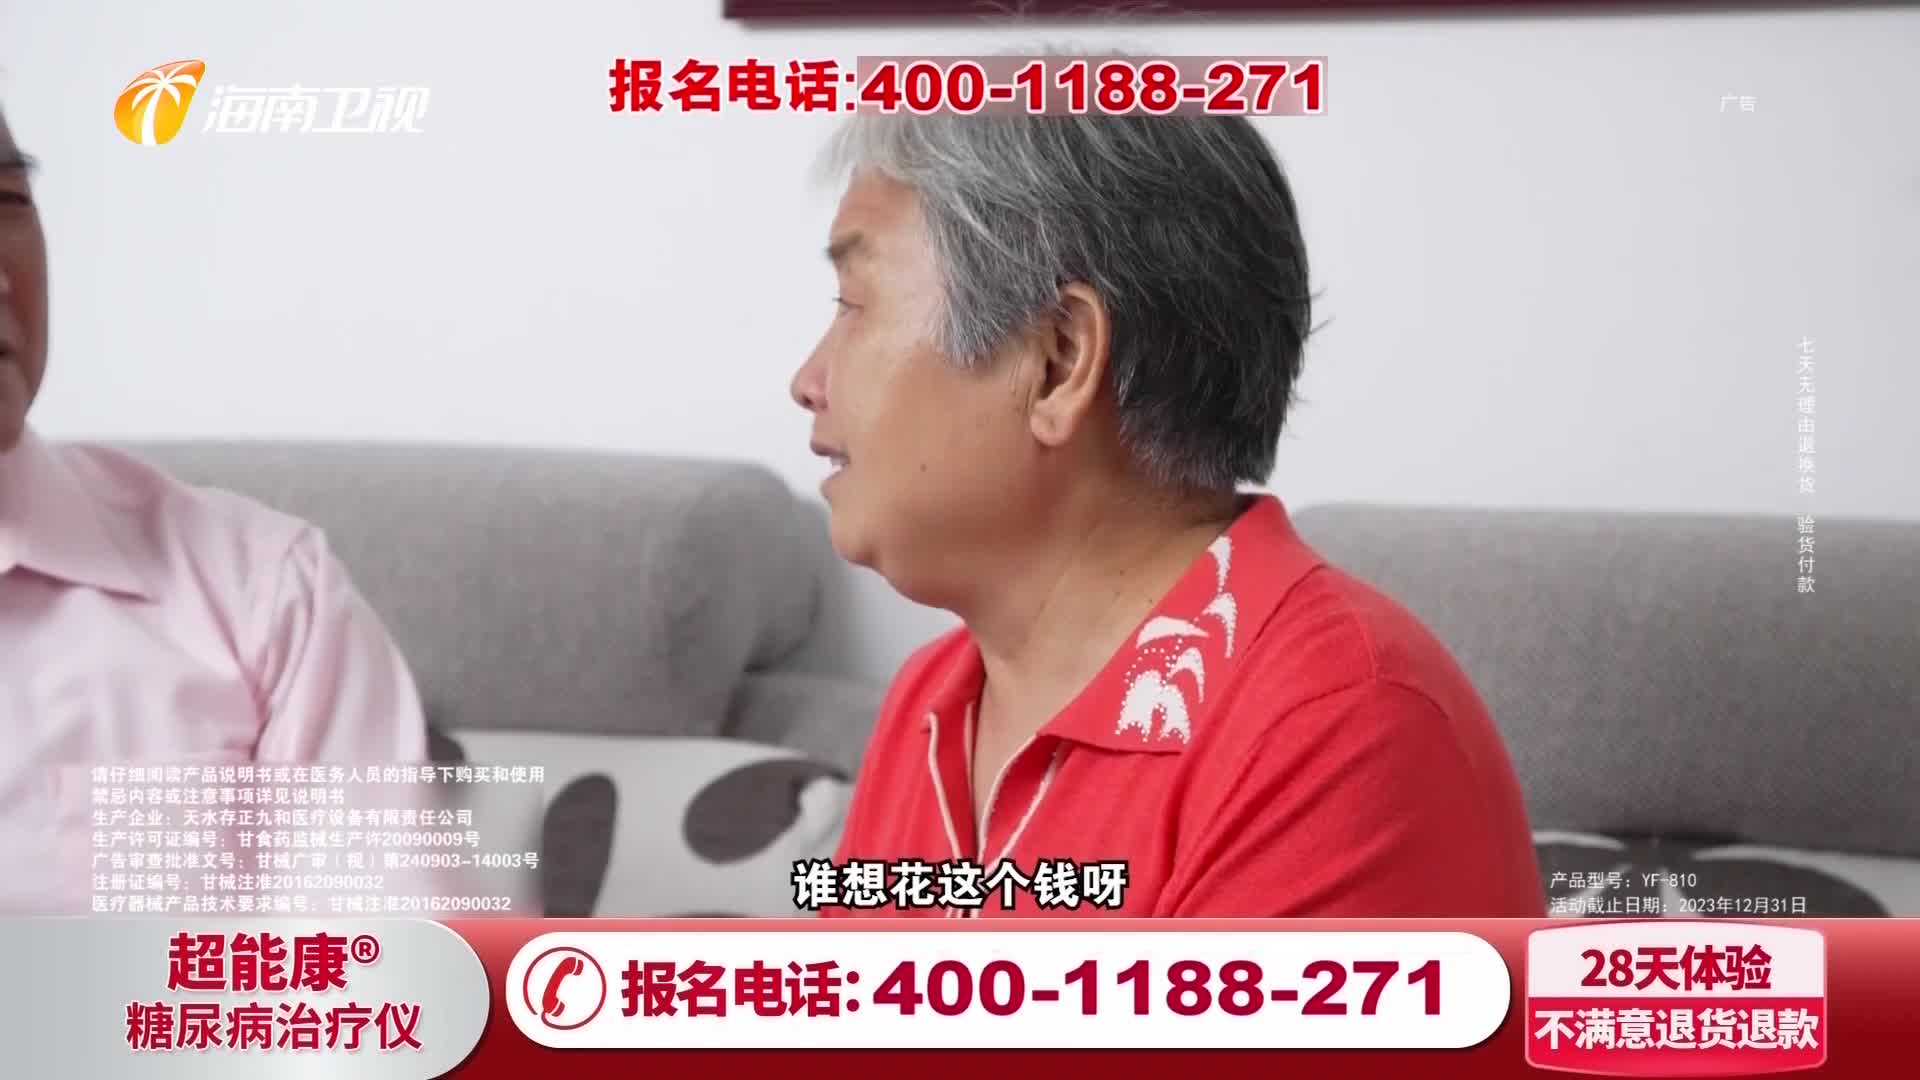 海南卫视
报名电话:400-1188-271
广告
七天无理由退换货 验货付款
请仔细阅读产品说明书或在医务人员的指导下购买和使用
禁忌内容或注意事项详见说明书
生产企业：天水存正九和医疗设备有限责任公司
生产许可证编号：甘食药监械生产许20090009号
广告审查批准文号：甘械广审（视）第240903-14003号
注册证编号：甘械注准20162090032
医疗器械产品技术要求编号：甘械注准20162090032
谁想花这个钱呀
产品型号：YF-810
活动截止日期：2023年12月31日
超能康®
糖尿病治疗仪
报名电话:400-1188-271
28天体验
不满意退货退款